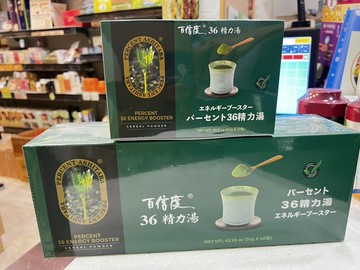 百信度® 36 精力湯
PERCENT
36 ENERGY BOOSTER
CEREAL POWDER
エネルギーブースター
パーセント36精力湯
PERCENT AUSTRALIA
百信度®
36 精力湯
パーセント
36精力湯
エネルギーブースター
PERCENT
36 ENERGY BOOSTER
CEREAL POWDER